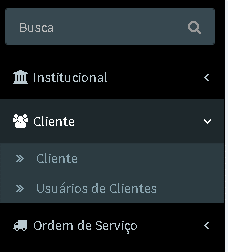 Busca
Institucional
Cliente
Cliente
Usuários de Clientes
Ordem de Serviço